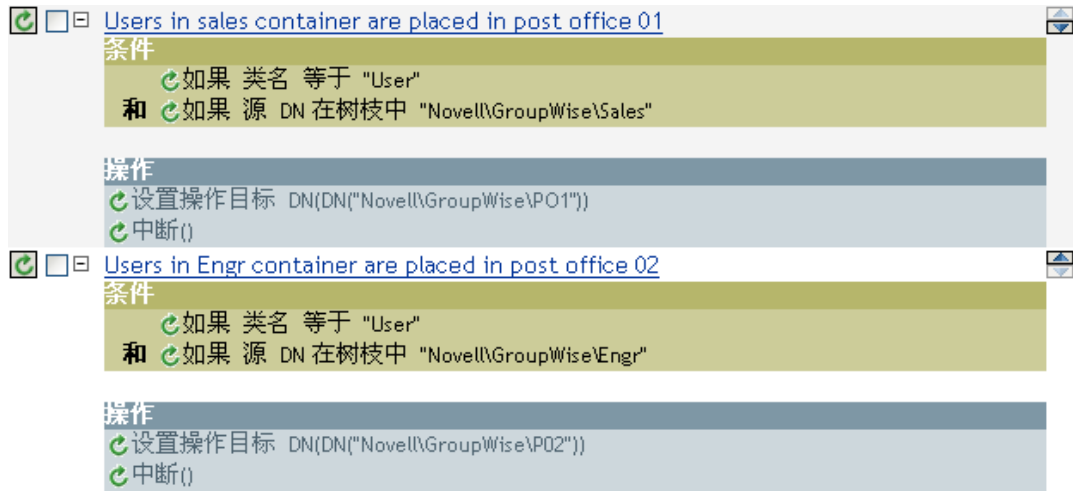 Users in sales container are placed in post office 01
条件
如果 类名 等于 "User"
和 如果 源 DN 在树枝中 "Novell\GroupWise\Sales"
操作
设置操作目标 DN(DN("Novell\GroupWise\PO1"))
中断()
Users in Engr container are placed in post office 02
条件
如果 类名 等于 "User"
和 如果 源 DN 在树枝中 "Novell\GroupWise\Engr"
操作
设置操作目标 DN(DN("Novell\GroupWise\P02"))
中断()